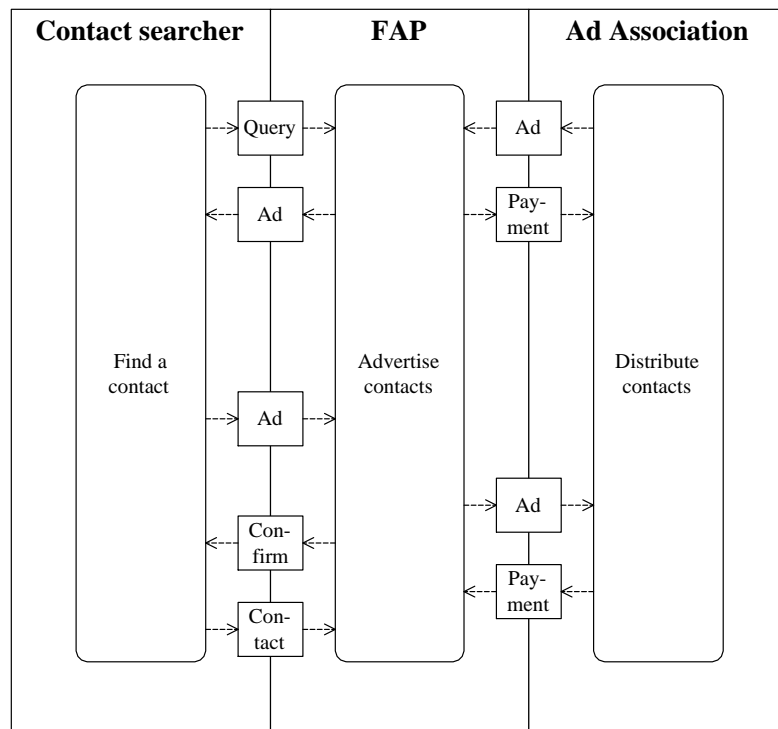 Contact searcher
FAP
Ad Association
Query
Ad
Ad
Pay-
ment
Find a
contact
Advertise
contacts
Distribute
contacts
Ad
Ad
Con-
firm
Pay-
ment
Con-
tact